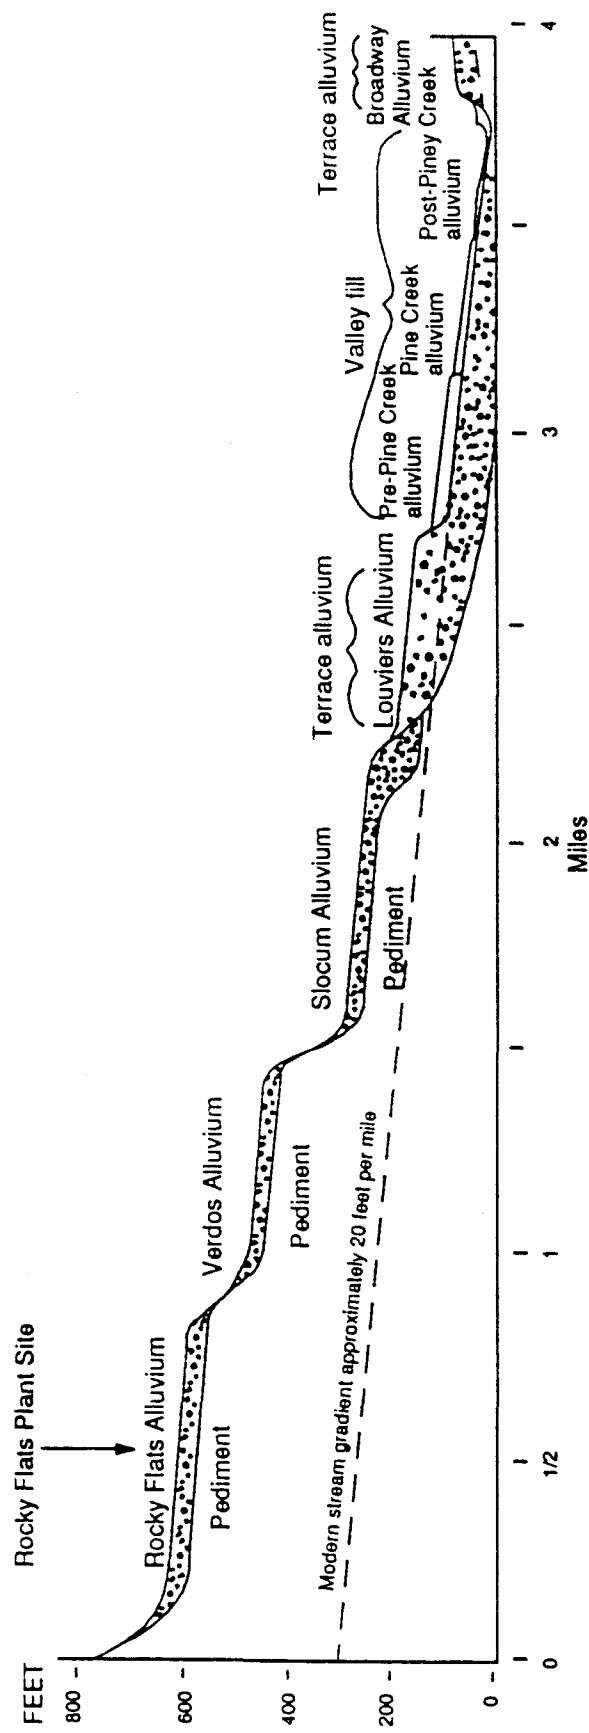 FEET
800
600
400
200
0
Rocky Flats Plant Site
Rocky Flats Alluvium
Pediment
Verdos Alluvium
Pediment
Slocum Alluvium
Pediment
Terrace alluvium
Louviers Alluvium
Valley fill
Pre-Pine Creek
alluvium
Pine Creek
alluvium
Post-Piney Creek
alluvium
Terrace alluvium
Broadway
Alluvium
Modern stream gradient approximately 20 feet per mile
0
1/2
1
2
3
4
Miles